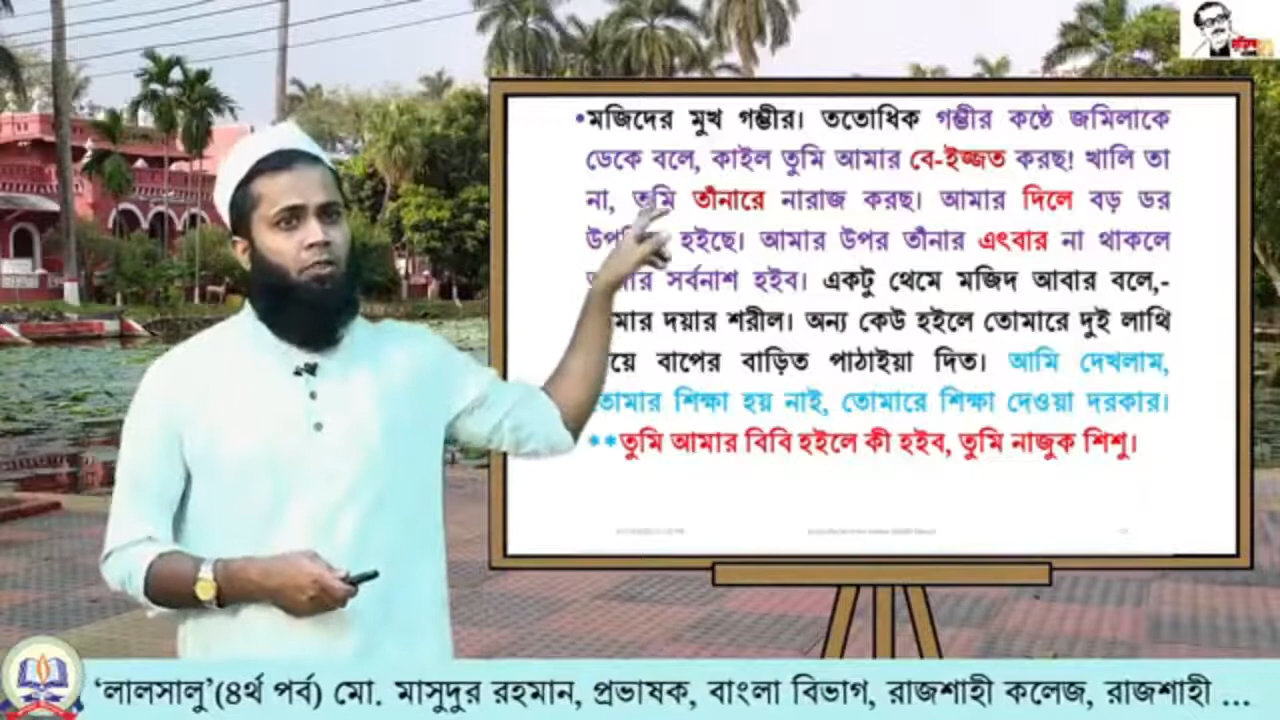 •মজিদের মুখ গম্ভীর। ততোধিক গম্ভীর কণ্ঠে জমিলাকে
ডেকে বলে, কাইল তুমি আমার বে-ইজ্জত করছ! খালি তা
না, তুমি তাঁনারে নারাজ করছ। আমার দিলে বড় ডর
হইছে। আমার উপর তাঁনার এৎবার না থাকলে
সর্বনাশ হইব। একটু থেমে মজিদ আবার বলে,-
দয়ার শরীল। অন্য কেউ হইলে তোমারে দুই লাথি
বাপের বাড়িত পাঠাইয়া দিত। আমি দেখলাম,
তোমার শিক্ষা হয় নাই, তোমারে শিক্ষা দেওয়া দরকার।
**তুমি আমার বিবি হইলে কী হইব, তুমি নাজুক শিশু।
‘লালসালু’(৪র্থ পর্ব) মো. মাসুদুর রহমান, প্রভাষক, বাংলা বিভাগ, রাজশাহী কলেজ, রাজশাহী ...